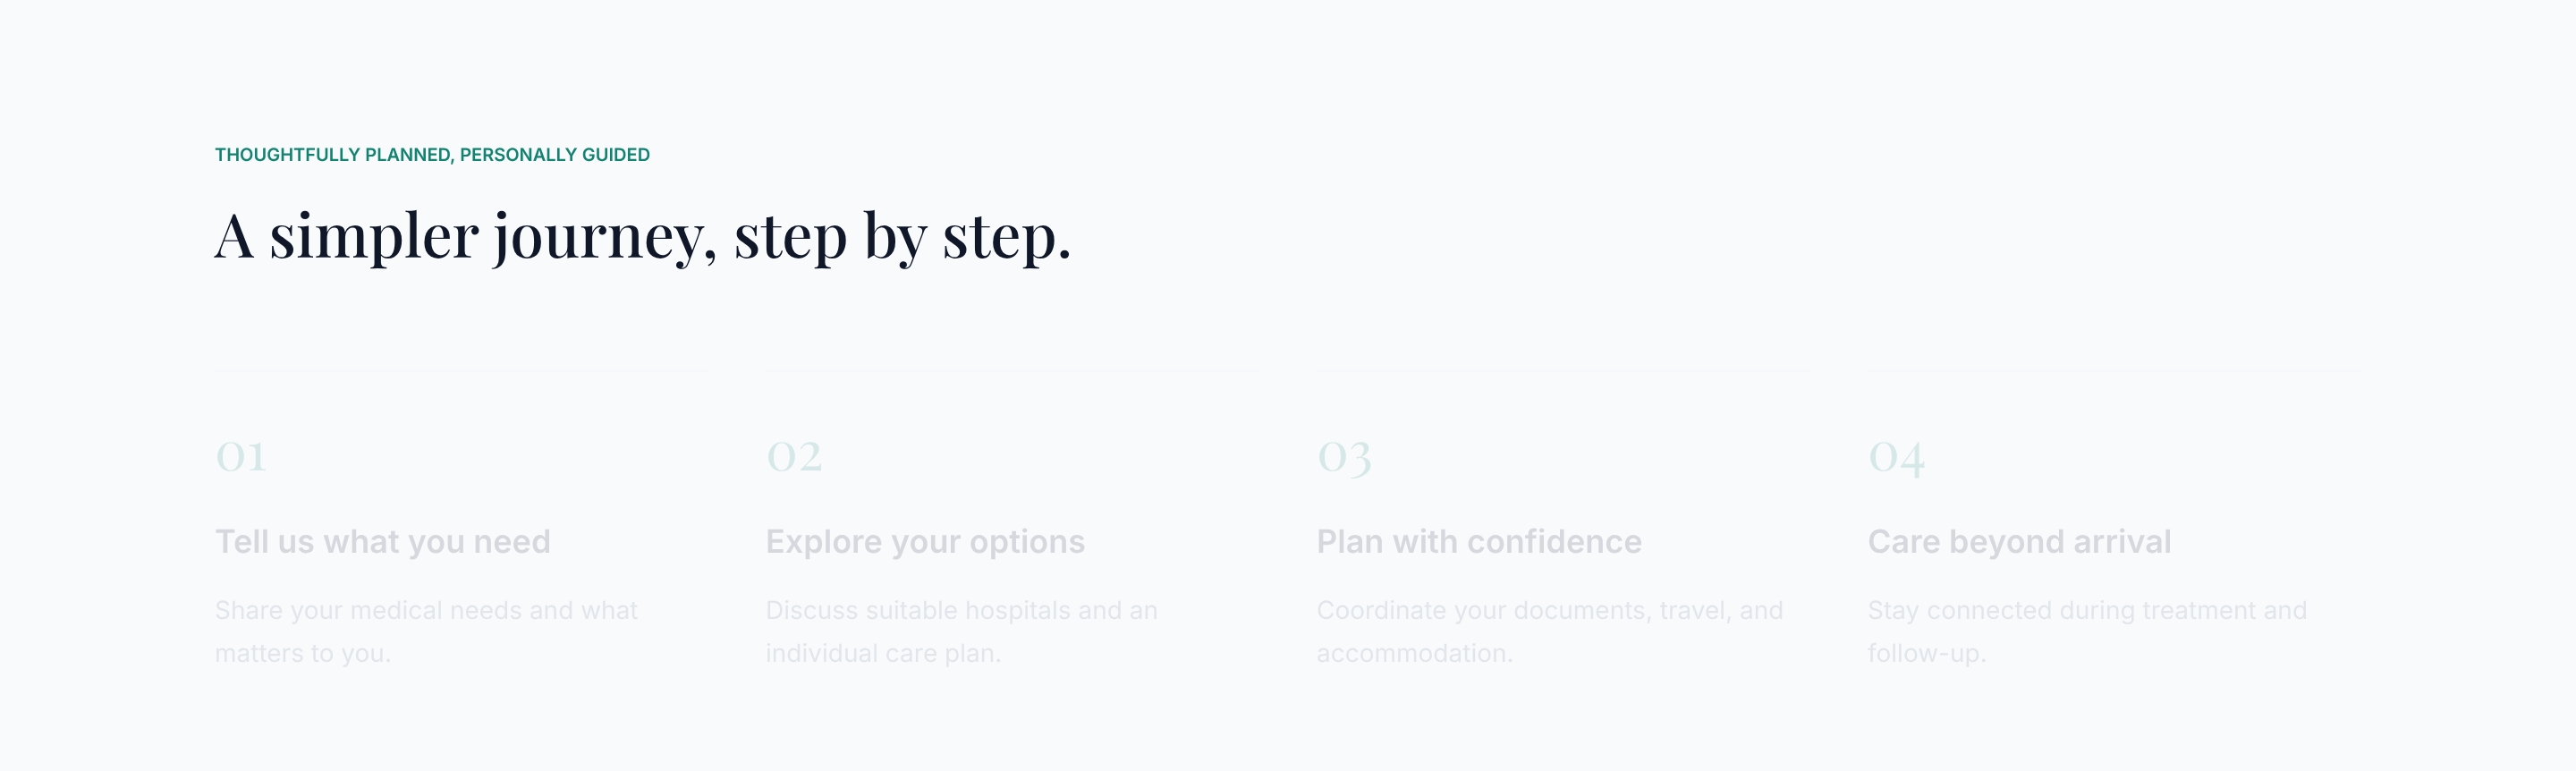 THOUGHTFULLY PLANNED, PERSONALLY GUIDED
A simpler journey, step by step.
01
Tell us what you need
Share your medical needs and what
matters to you.
02
Explore your options
Discuss suitable hospitals and an
individual care plan.
03
Plan with confidence
Coordinate your documents, travel, and
accommodation.
04
Care beyond arrival
Stay connected during treatment and
follow-up.